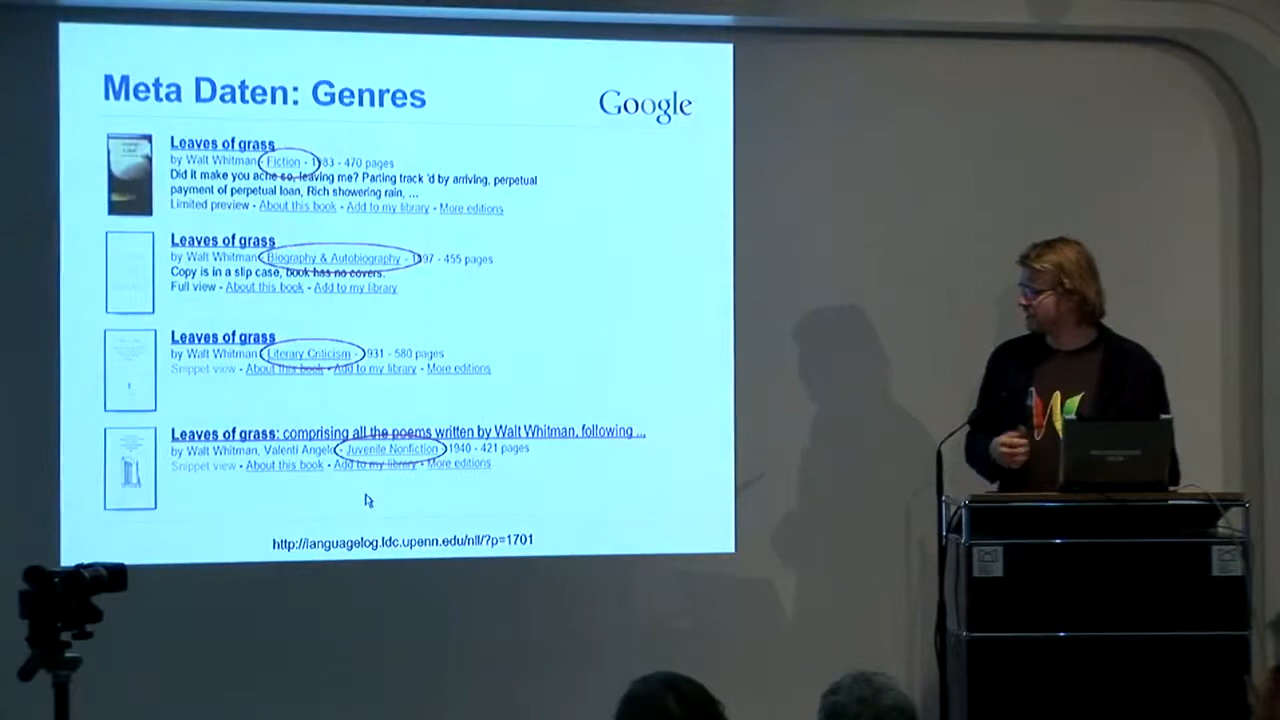 Meta Daten: Genres
Google
Leaves of grass
by Walt Whitman - Fiction - 1983 - 470 pages
Did it make you ache so, leaving me? Parting track 'd by arriving, perpetual
payment of perpetual loan, Rich showering rain, ...
Limited preview - About this book - Add to my library - More editions
Leaves of grass
by Walt Whitman - Biography & Autobiography - 1897 - 455 pages
Copy is in a slip case, book has no covers.
Full view - About this book - Add to my library
Leaves of grass
by Walt Whitman - Literary Criticism - 1931 - 580 pages
Snippet view - About this book - Add to my library - More editions
Leaves of grass: comprising all the poems written by Walt Whitman, following ...
by Walt Whitman, Valenti Angelo - Juvenile Nonfiction - 1940 - 421 pages
Snippet view - About this book - Add to my library - More editions
http://languagelog.ldc.upenn.edu/nll/?p=1701